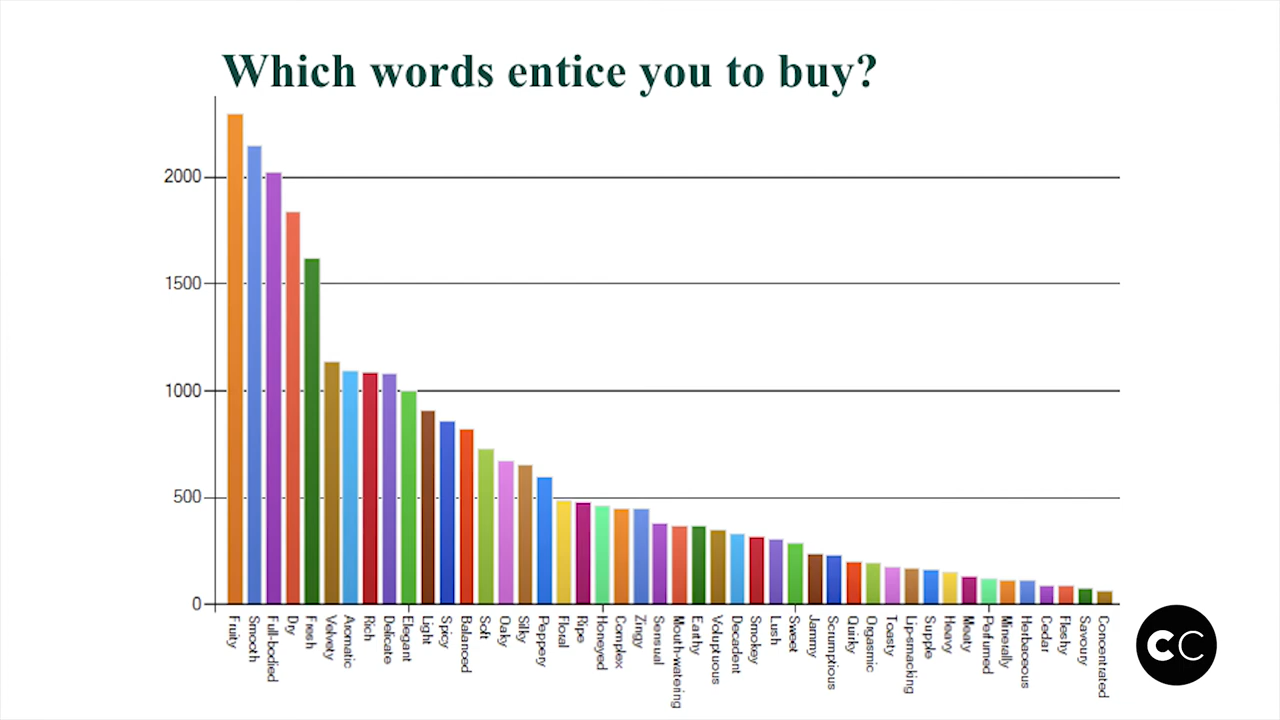 Which words entice you to buy?
2000
1500
1000
500
0
Fruity
Smooth
Full-bodied
Dry
Fresh
Velvety
Aromatic
Rich
Delicate
Elegant
Light
Spicy
Balanced
Soft
Oaky
Silky
Peppery
Floral
Ripe
Honeyed
Complex
Zingy
Sensual
Mouth-watering
Earthy
Voluptuous
Decadent
Smokey
Lush
Sweet
Jammy
Scrumptious
Quirky
Orgasmic
Toasty
Lip-smacking
Supple
Heavy
Meaty
Perfumed
Minerally
Herbaceous
Cedar
Fleshy
Savoury
Concentrated
CC